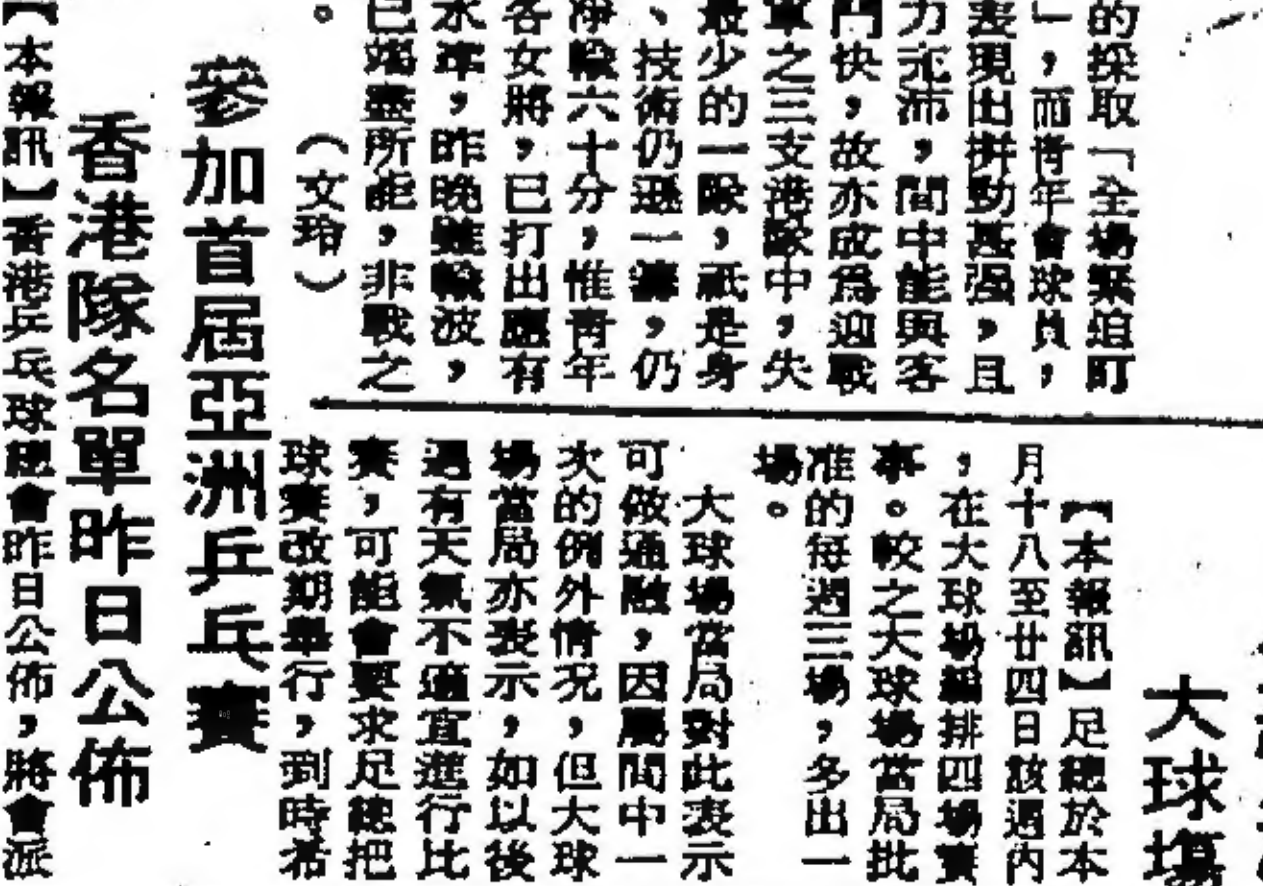 的採取「全場緊迫盯
」,而青年會球員,
表現出拼勁甚强,且
力充沛,間中能與客
鬥快,故亦成爲迎戰
軍之三支港隊中,失
最少的一隊,祇是身
、技術仍遜一籌,仍
淨輸六十分,惟青年
各女將,已打出應有
水準,昨晚雖輸波,
已竭盡所能,非戰之
。
(文珞)
大球場
【本報訊】足總於本
月十八至廿四日該週內
,在大球場編排四場賽
事。較之大球場當局批
准的每週三場,多出一
場。
大球場當局對此表示
可做通融,因屬間中一
次的例外情况,但大球
場當局亦表示,如以後
遇有天氣不適宜進行比
賽,可能會要求足總把
球賽改期舉行,到時希
參加首屆亞洲乒乓賽
香港隊名單昨日公佈
【本報訊】香港乒乓球總會昨日公佈,將會派